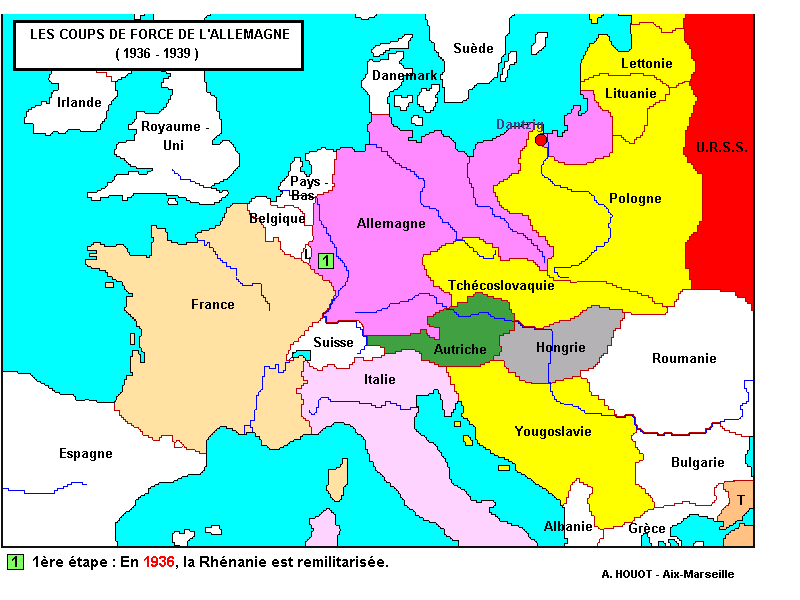 LES COUPS DE FORCE DE L'ALLEMAGNE
( 1936 - 1939 )
Suède
Danemark
Lettonie
Lituanie
Irlande
Royaume -
Uni
Dantzig
U.R.S.S.
Pays -
Bas
Belgique
Pologne
Allemagne
L
1
Tchécoslovaquie
France
Suisse
Autriche
Hongrie
Roumanie
Italie
Yougoslavie
Espagne
Bulgarie
T
Albanie
Grèce
1 1ère étape : En 1936, la Rhénanie est remilitarisée.
A. HOUOT - Aix-Marseille